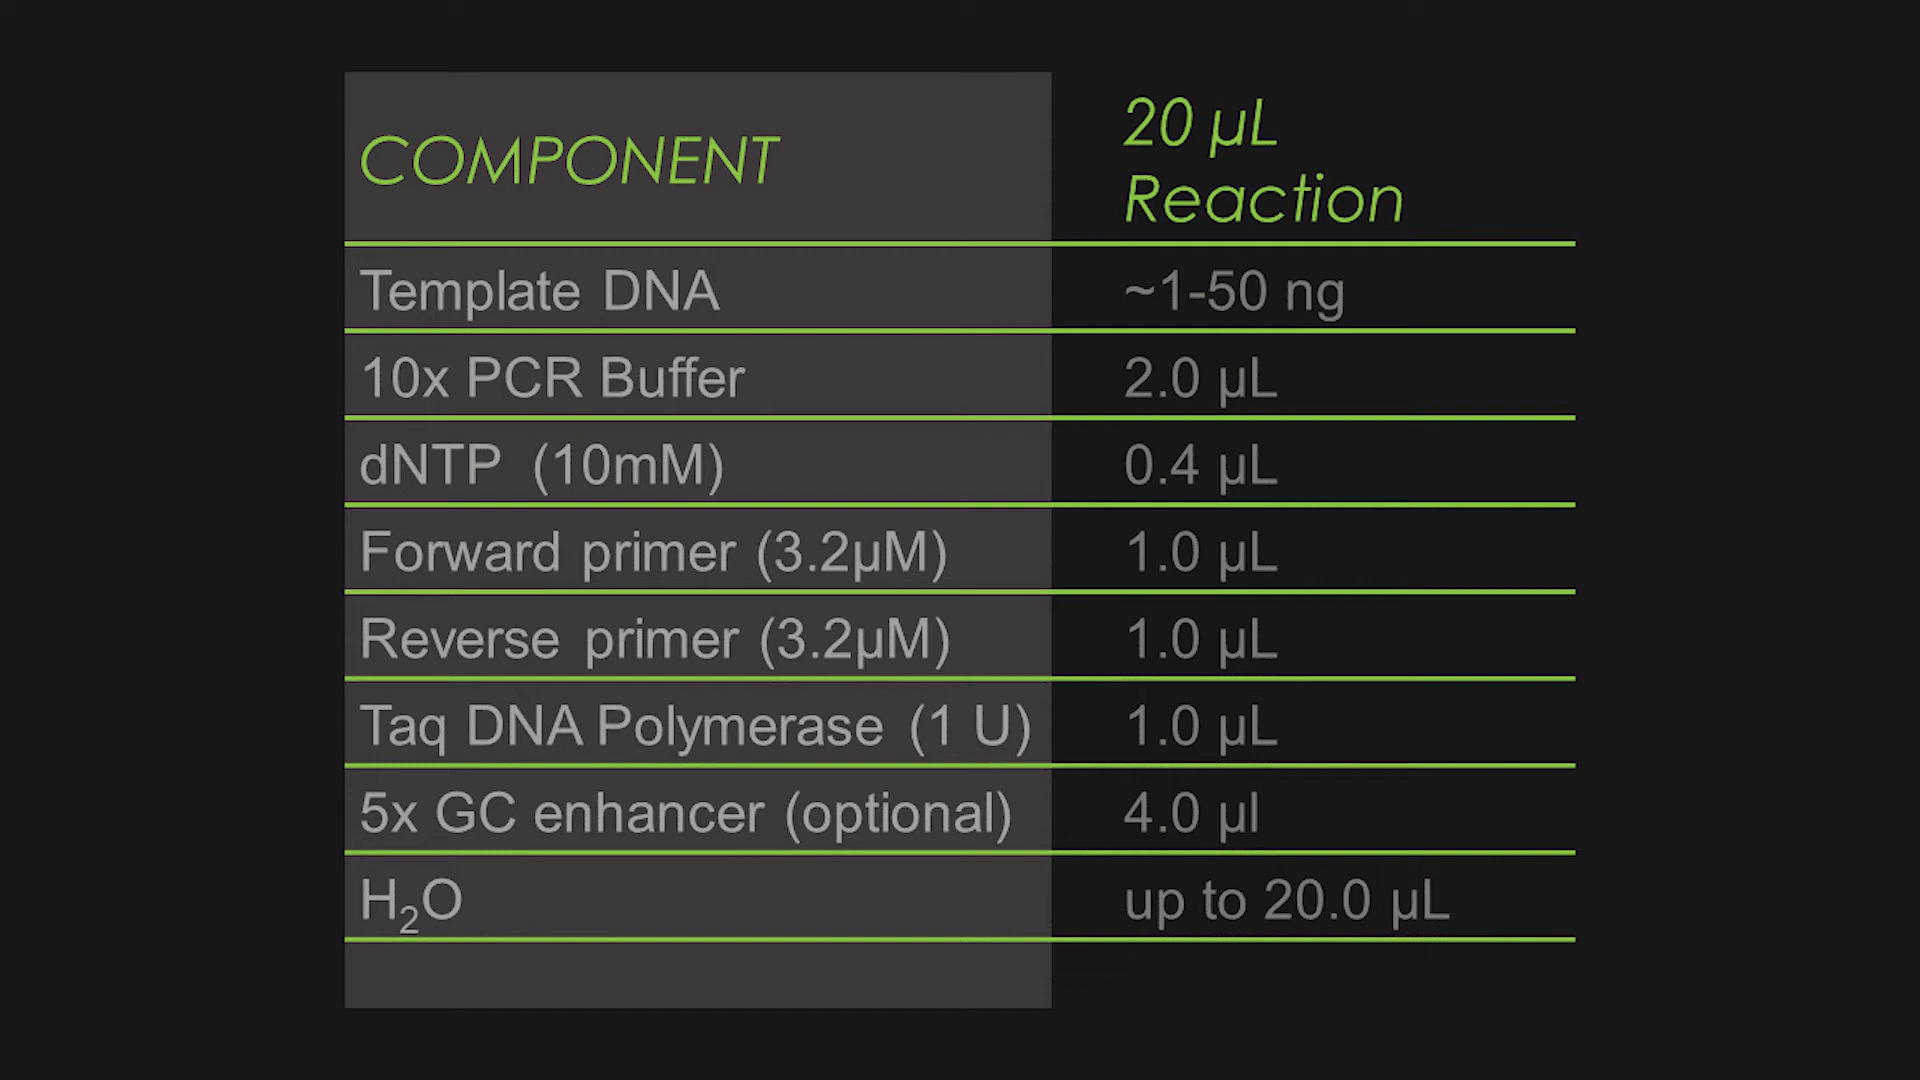 COMPONENT
20 µL
Reaction
Template DNA ~1-50 ng
10x PCR Buffer 2.0 µL
dNTP (10mM) 0.4 µL
Forward primer (3.2µM) 1.0 µL
Reverse primer (3.2µM) 1.0 µL
Taq DNA Polymerase (1 U) 1.0 µL
5x GC enhancer (optional) 4.0 µl
H₂O up to 20.0 µL